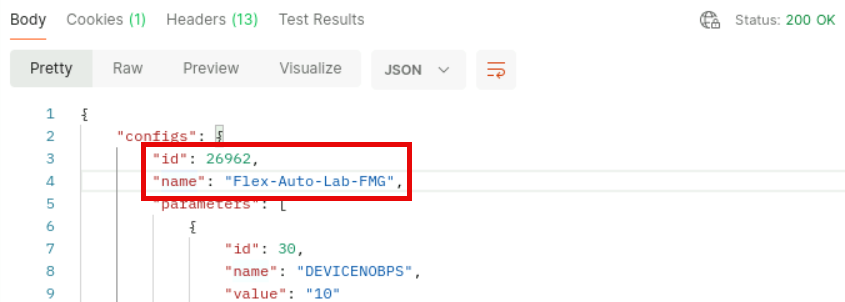 Body Cookies (1) Headers (13) Test Results Status: 200 OK
Pretty Raw Preview Visualize JSON
1 {
2 "configs": {
3 "id": 26962,
4 "name": "Flex-Auto-Lab-FMG",
5 "parameters": [
6 {
7 "id": 30,
8 "name": "DEVICENOBPS",
9 "value": "10"